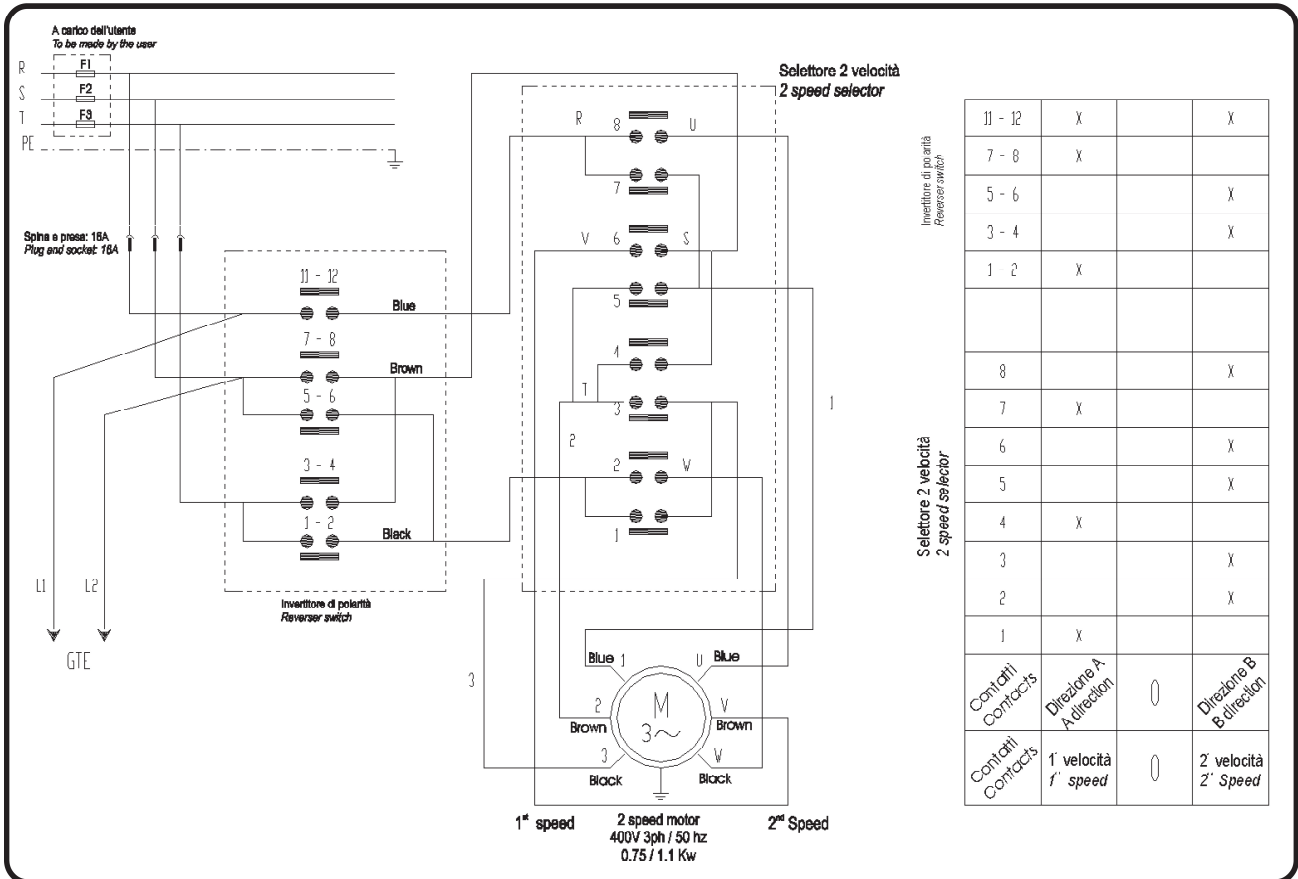 A carico dell'utente
To be made by the user
R
F1
S
F2
T
F3
PE
Spina e presa: 16A
Plug and socket: 16A
11 - 12
Blue
7 - 8
Brown
5 - 6
3 - 4
1 - 2
Black
Invertitore di polarità
Reverser switch
L1
L2
GTE
Selettore 2 velocità
2 speed selector
R
8
U
7
V
6
S
5
4
T
3
2
2
W
1
1
3
Blue 1
U Blue
2
Brown
M
3~
V
Brown
3
Black
W
Black
1st speed
2 speed motor
400V 3ph / 50 hz
0.75 / 1.1 Kw
2nd Speed
Invertitore di po arità
Reverser switch
11 - 12 X X
7 - 8 X
5 - 6 X
3 - 4 X
1 - 2 X
Selettore 2 velocità
2 speed selector
8 X
7 X
6 X
5 X
4 X
3 X
2 X
1 X
Contatti
Contacts
Direzione A
A direction
0
Direzione B
B direction
Contatti
Contacts
1' velocità
1'' speed
0
2' velocità
2'' Speed